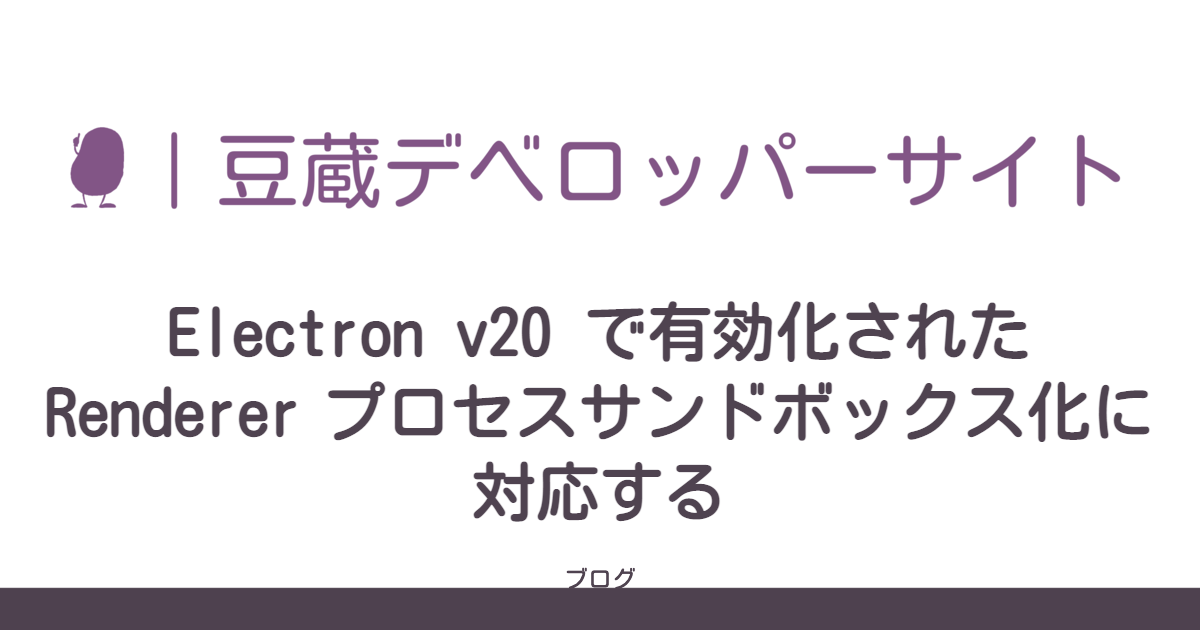 |豆蔵デベロッパーサイト
Electron v20 で有効化された
Renderer プロセスサンドボックス化に
対応する
ブログ